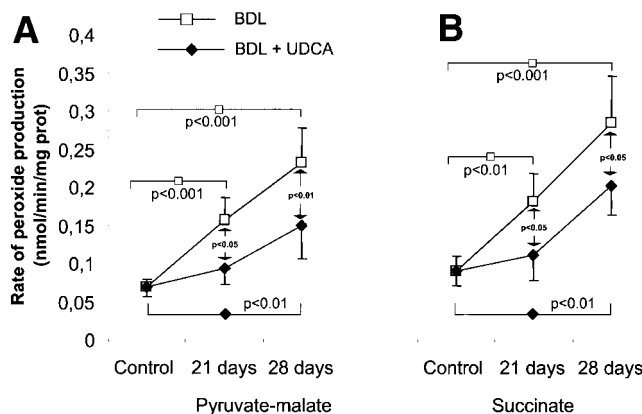 A
BDL
BDL + UDCA
B
Rate of peroxide production
(nmol/min/mg prot)
0,4
0,35
0,3
0,25
0,2
0,15
0,1
0,05
0
p<0.001
p<0.001
p<0.01
p<0.05
p<0.01
p<0.001
p<0.01
p<0.05
p<0.05
p<0.01
Control 21 days 28 days
Control 21 days 28 days
Pyruvate-malate
Succinate